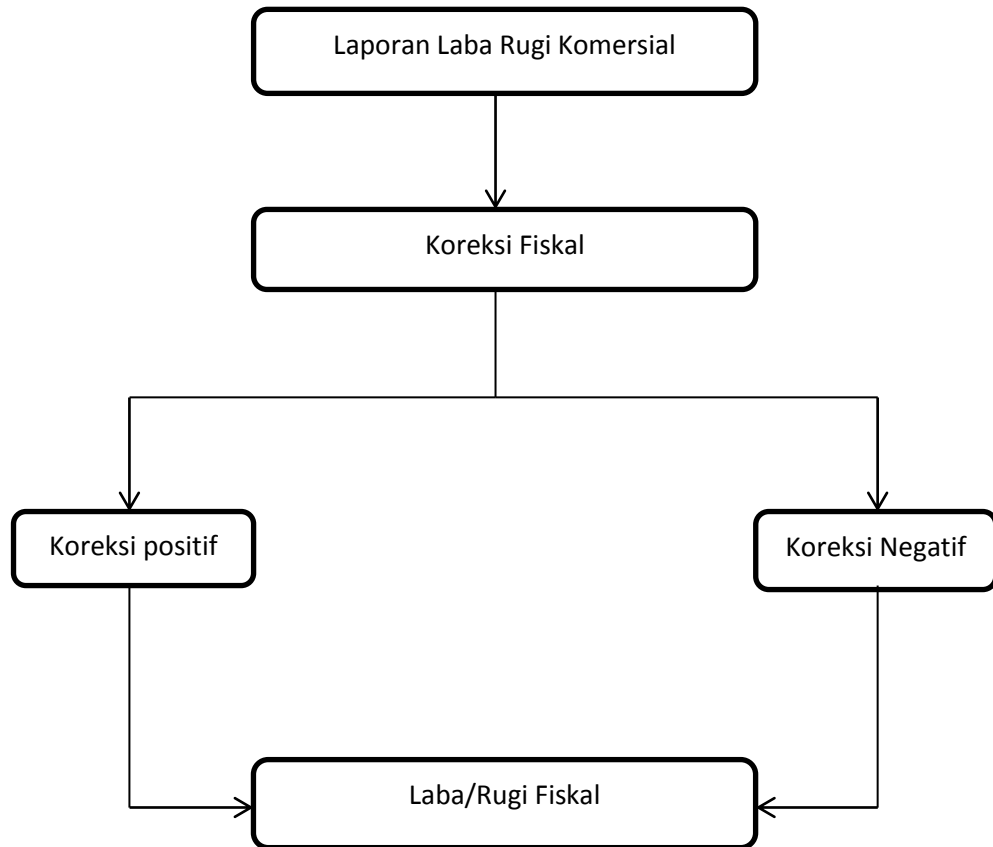 Laporan Laba Rugi Komersial
Koreksi Fiskal
Koreksi positif
Koreksi Negatif
Laba/Rugi Fiskal